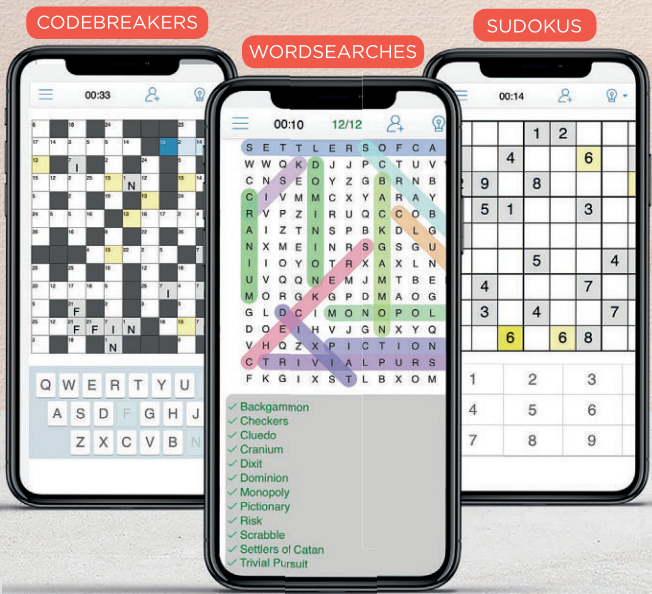 CODEBREAKERS
WORDSEARCHES
SUDOKUS
00:33
I
N
I
F
F F I N
N
Q W E R T Y U
A S D F G H J
Z X C V B N
00:10 12/12
S E T T L E R S O F C A
W W Q K D J J P C T U V
C N S E O Y Z G B R N B
C I V M M C X Y A R A Y
R V P Z I R U Q C C O B
A I Z T N S P B K D L G
N X M E I N R S G S G U
I I O Y O T R X A X L N
U V Q Q N E M J M T B E
M O R G K G P D M A O G
G L D C I M O N O P O L
D O E I H V J G N X Y Q
V H Q Z X P I C T I O N
C T R I V I A L P U R S
F K G I X S T L B X O M
Backgammon
Checkers
Cluedo
Cranium
Dixit
Dominion
Monopoly
Pictionary
Risk
Scrabble
Settlers of Catan
Trivial Pursuit
00:14
1 2
4 6
9 8
5 1 3
5 4
4 7
3 4 7
6 6 8
1 2 3
4 5 6
7 8 9